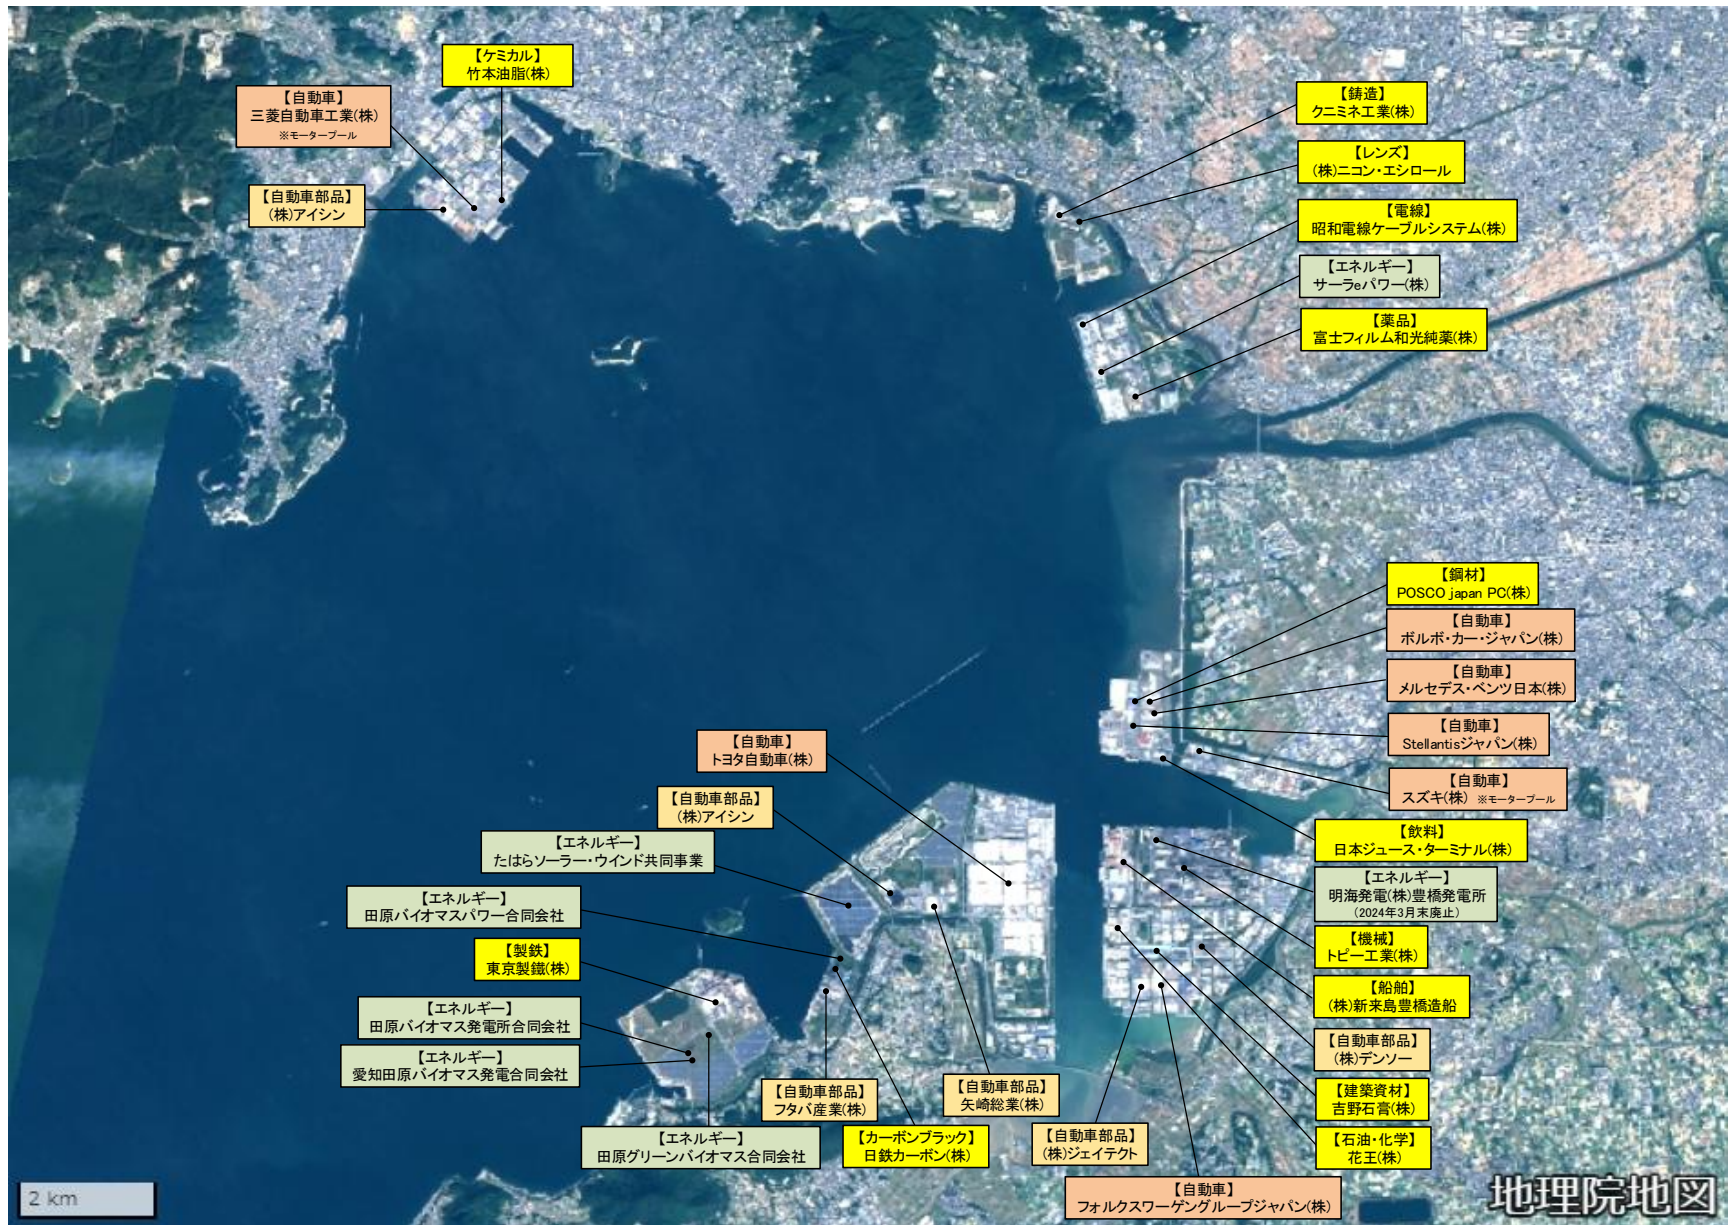 【ケミカル】
竹本油脂(株)
【自動車】
三菱自動車工業(株)
※モータープール
【自動車部品】
(株)アイシン
【鋳造】
クニミネ工業(株)
【レンズ】
(株)ニコン・エシロール
【電線】
昭和電線ケーブルシステム(株)
【エネルギー】
サーラeパワー(株)
【薬品】
富士フィルム和光純薬(株)
【鋼材】
POSCO japan PC(株)
【自動車】
ボルボ・カー・ジャパン(株)
【自動車】
メルセデス・ベンツ日本(株)
【自動車】
Stellantisジャパン(株)
【自動車】
スズキ(株) ※モータープール
【飲料】
日本ジュース・ターミナル(株)
【エネルギー】
明海発電(株)豊橋発電所
(2024年3月末廃止)
【機械】
トピー工業(株)
【船舶】
(株)新来島豊橋造船
【自動車部品】
(株)デンソー
【建築資材】
吉野石膏(株)
【石油・化学】
花王(株)
【自動車】
トヨタ自動車(株)
【自動車部品】
(株)アイシン
【エネルギー】
たはらソーラー・ウインド共同事業
【エネルギー】
田原バイオマスパワー合同会社
【製鉄】
東京製鐵(株)
【エネルギー】
田原バイオマス発電所合同会社
【エネルギー】
愛知田原バイオマス発電合同会社
【自動車部品】
フタバ産業(株)
【自動車部品】
矢崎総業(株)
【エネルギー】
田原グリーンバイオマス合同会社
【カーボンブラック】
日鉄カーボン(株)
【自動車部品】
(株)ジェイテクト
【自動車】
フォルクスワーゲングループジャパン(株)
2 km
地理院地図